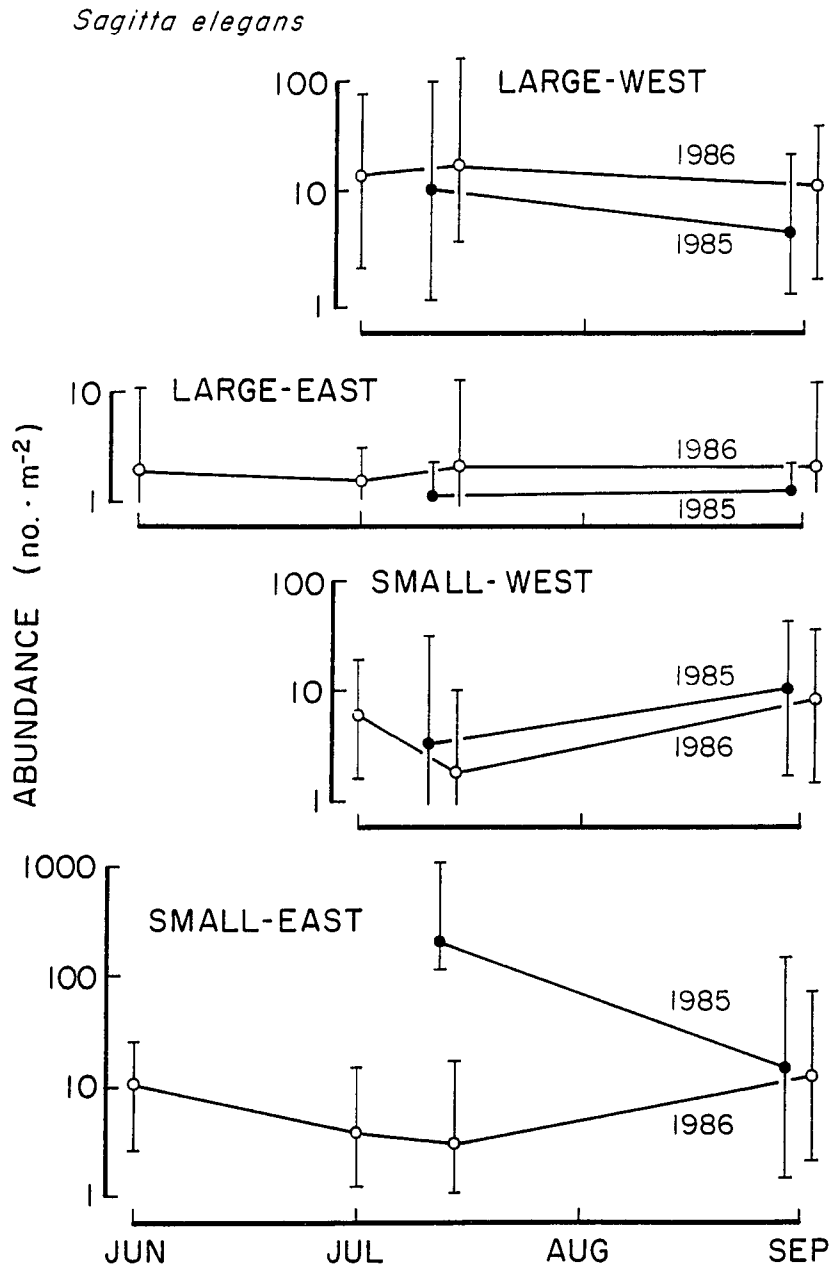 Sagitta elegans
ABUNDANCE (no. · m⁻²)
LARGE-WEST
100
10
1
1986
1985
LARGE-EAST
10
1
1986
1985
SMALL-WEST
100
10
1
1985
1986
SMALL-EAST
1000
100
10
1
1985
1986
JUN JUL AUG SEP